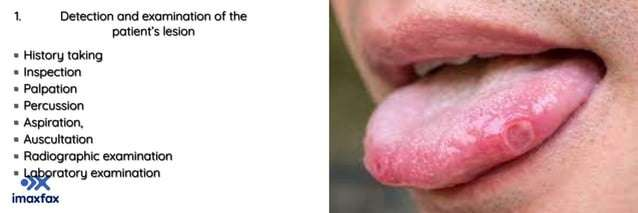 1. Detection and examination of the
patient's lesion
History taking
Inspection
Palpation
Percussion
Aspiration,
Auscultation
Radiographic examination
Laboratory examination
imaxfax